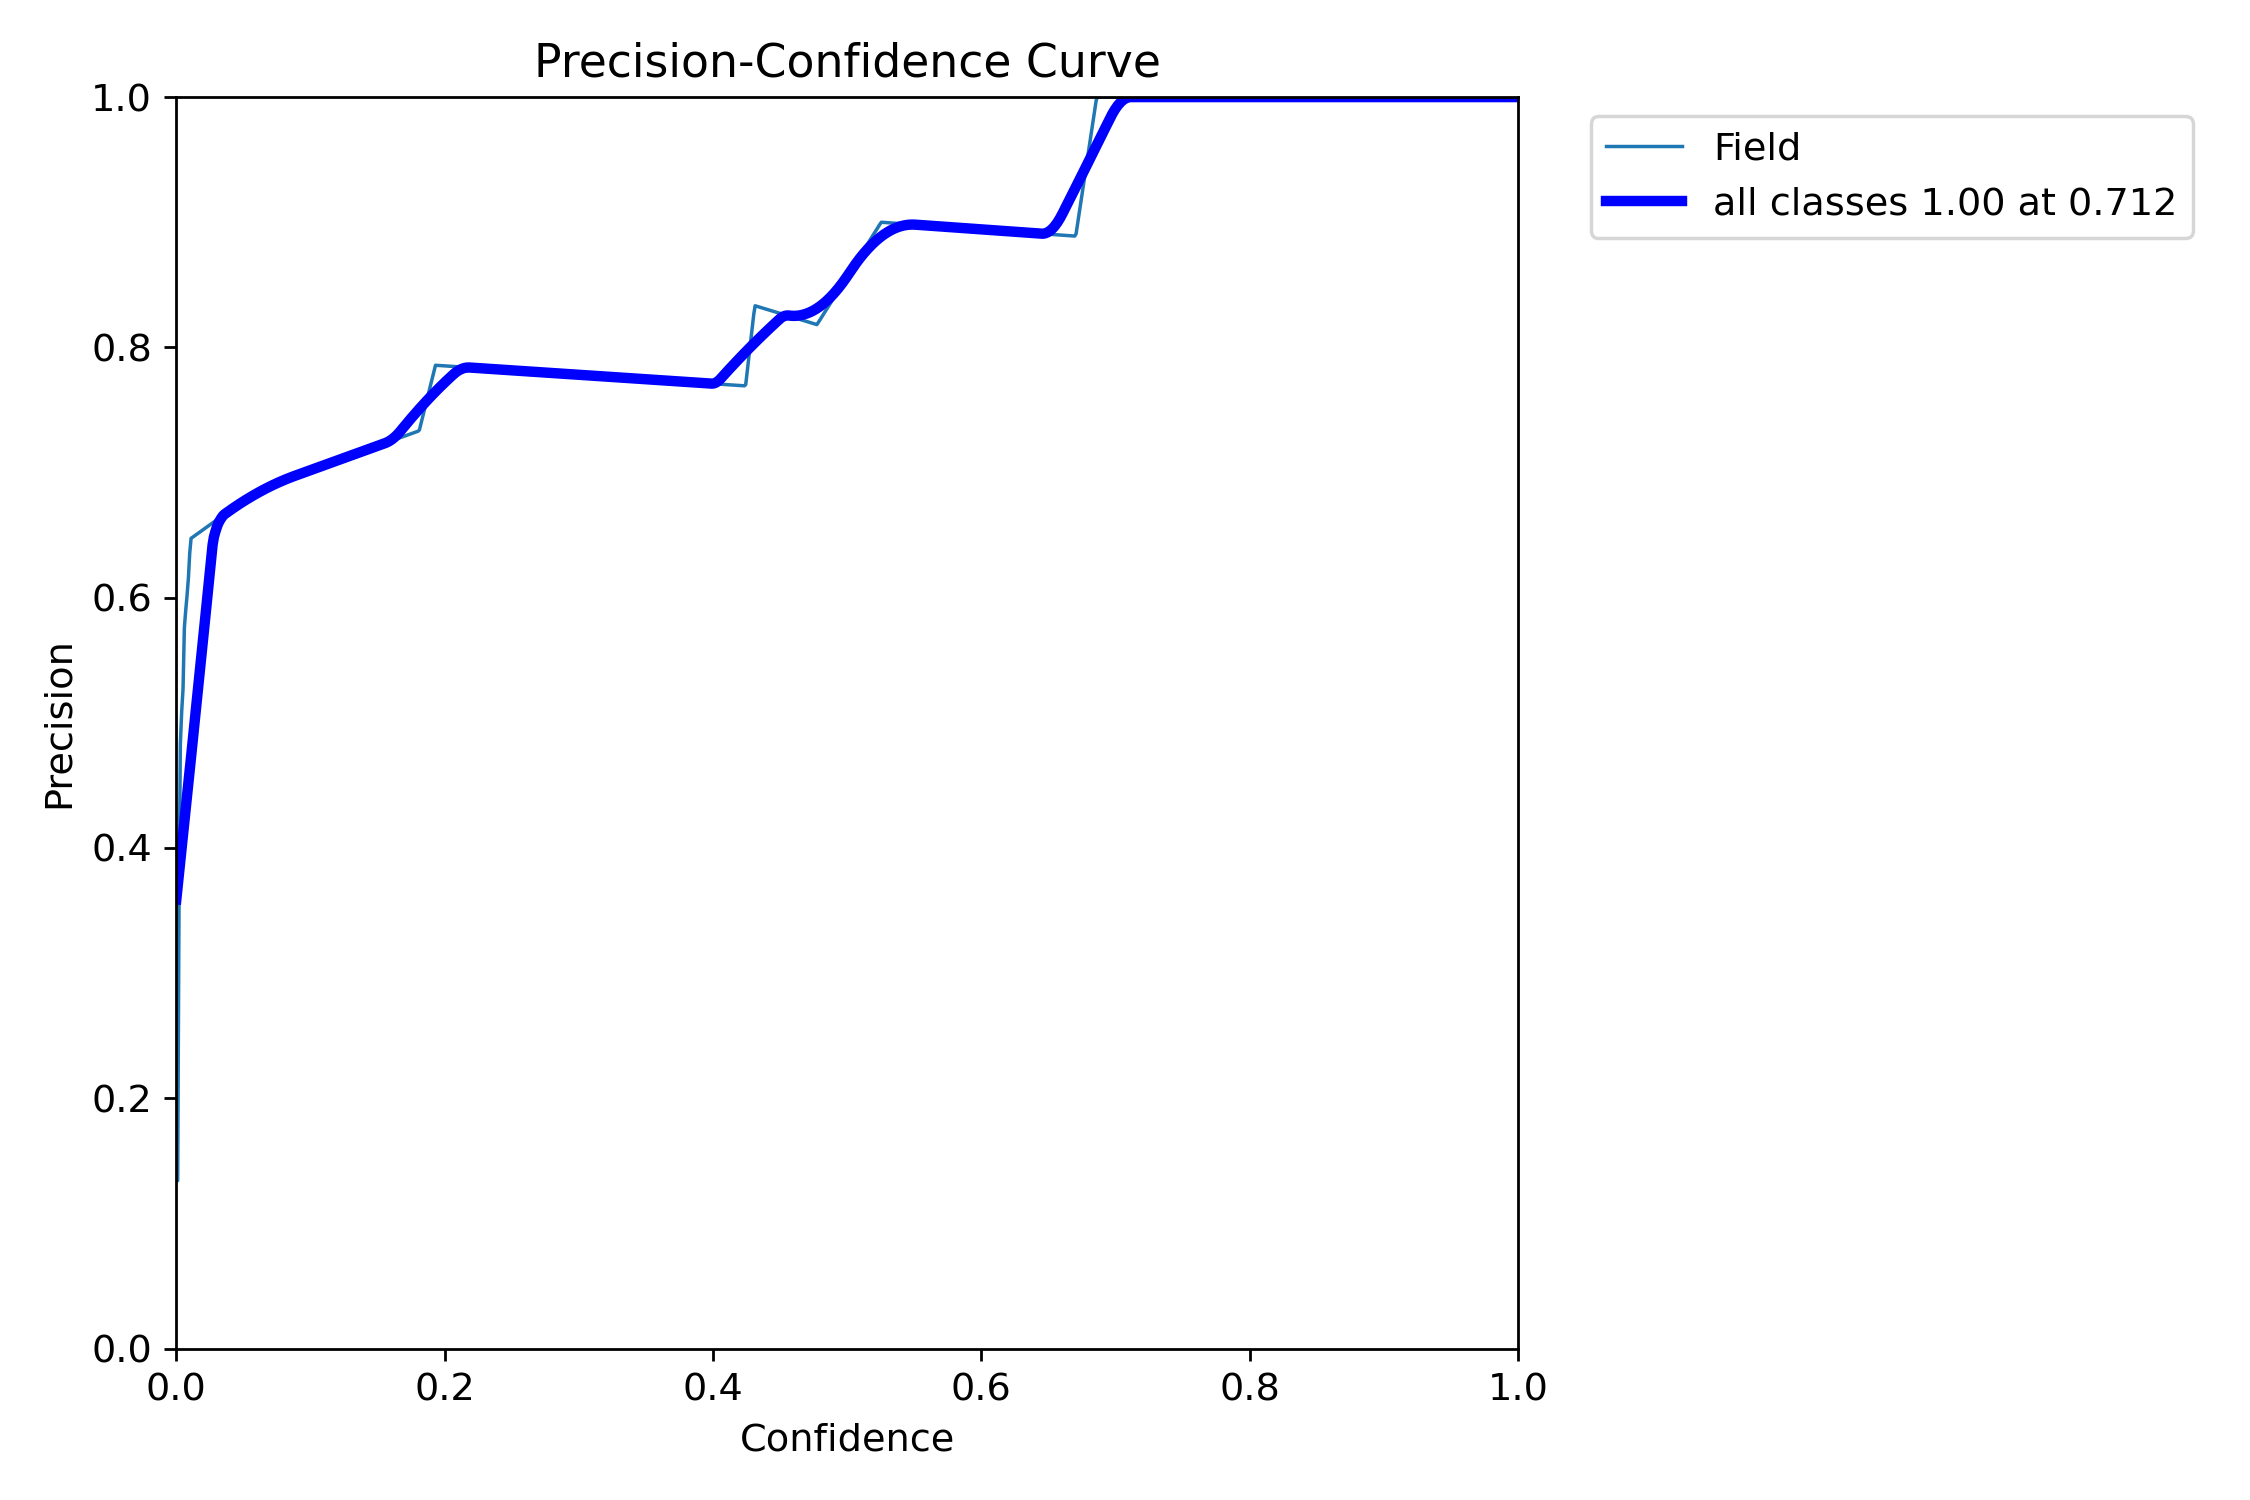 Precision-Confidence Curve
1.0
0.8
0.6
0.4
0.2
0.0
Precision
0.0 0.2 0.4 0.6 0.8 1.0
Confidence
Field
all classes 1.00 at 0.712